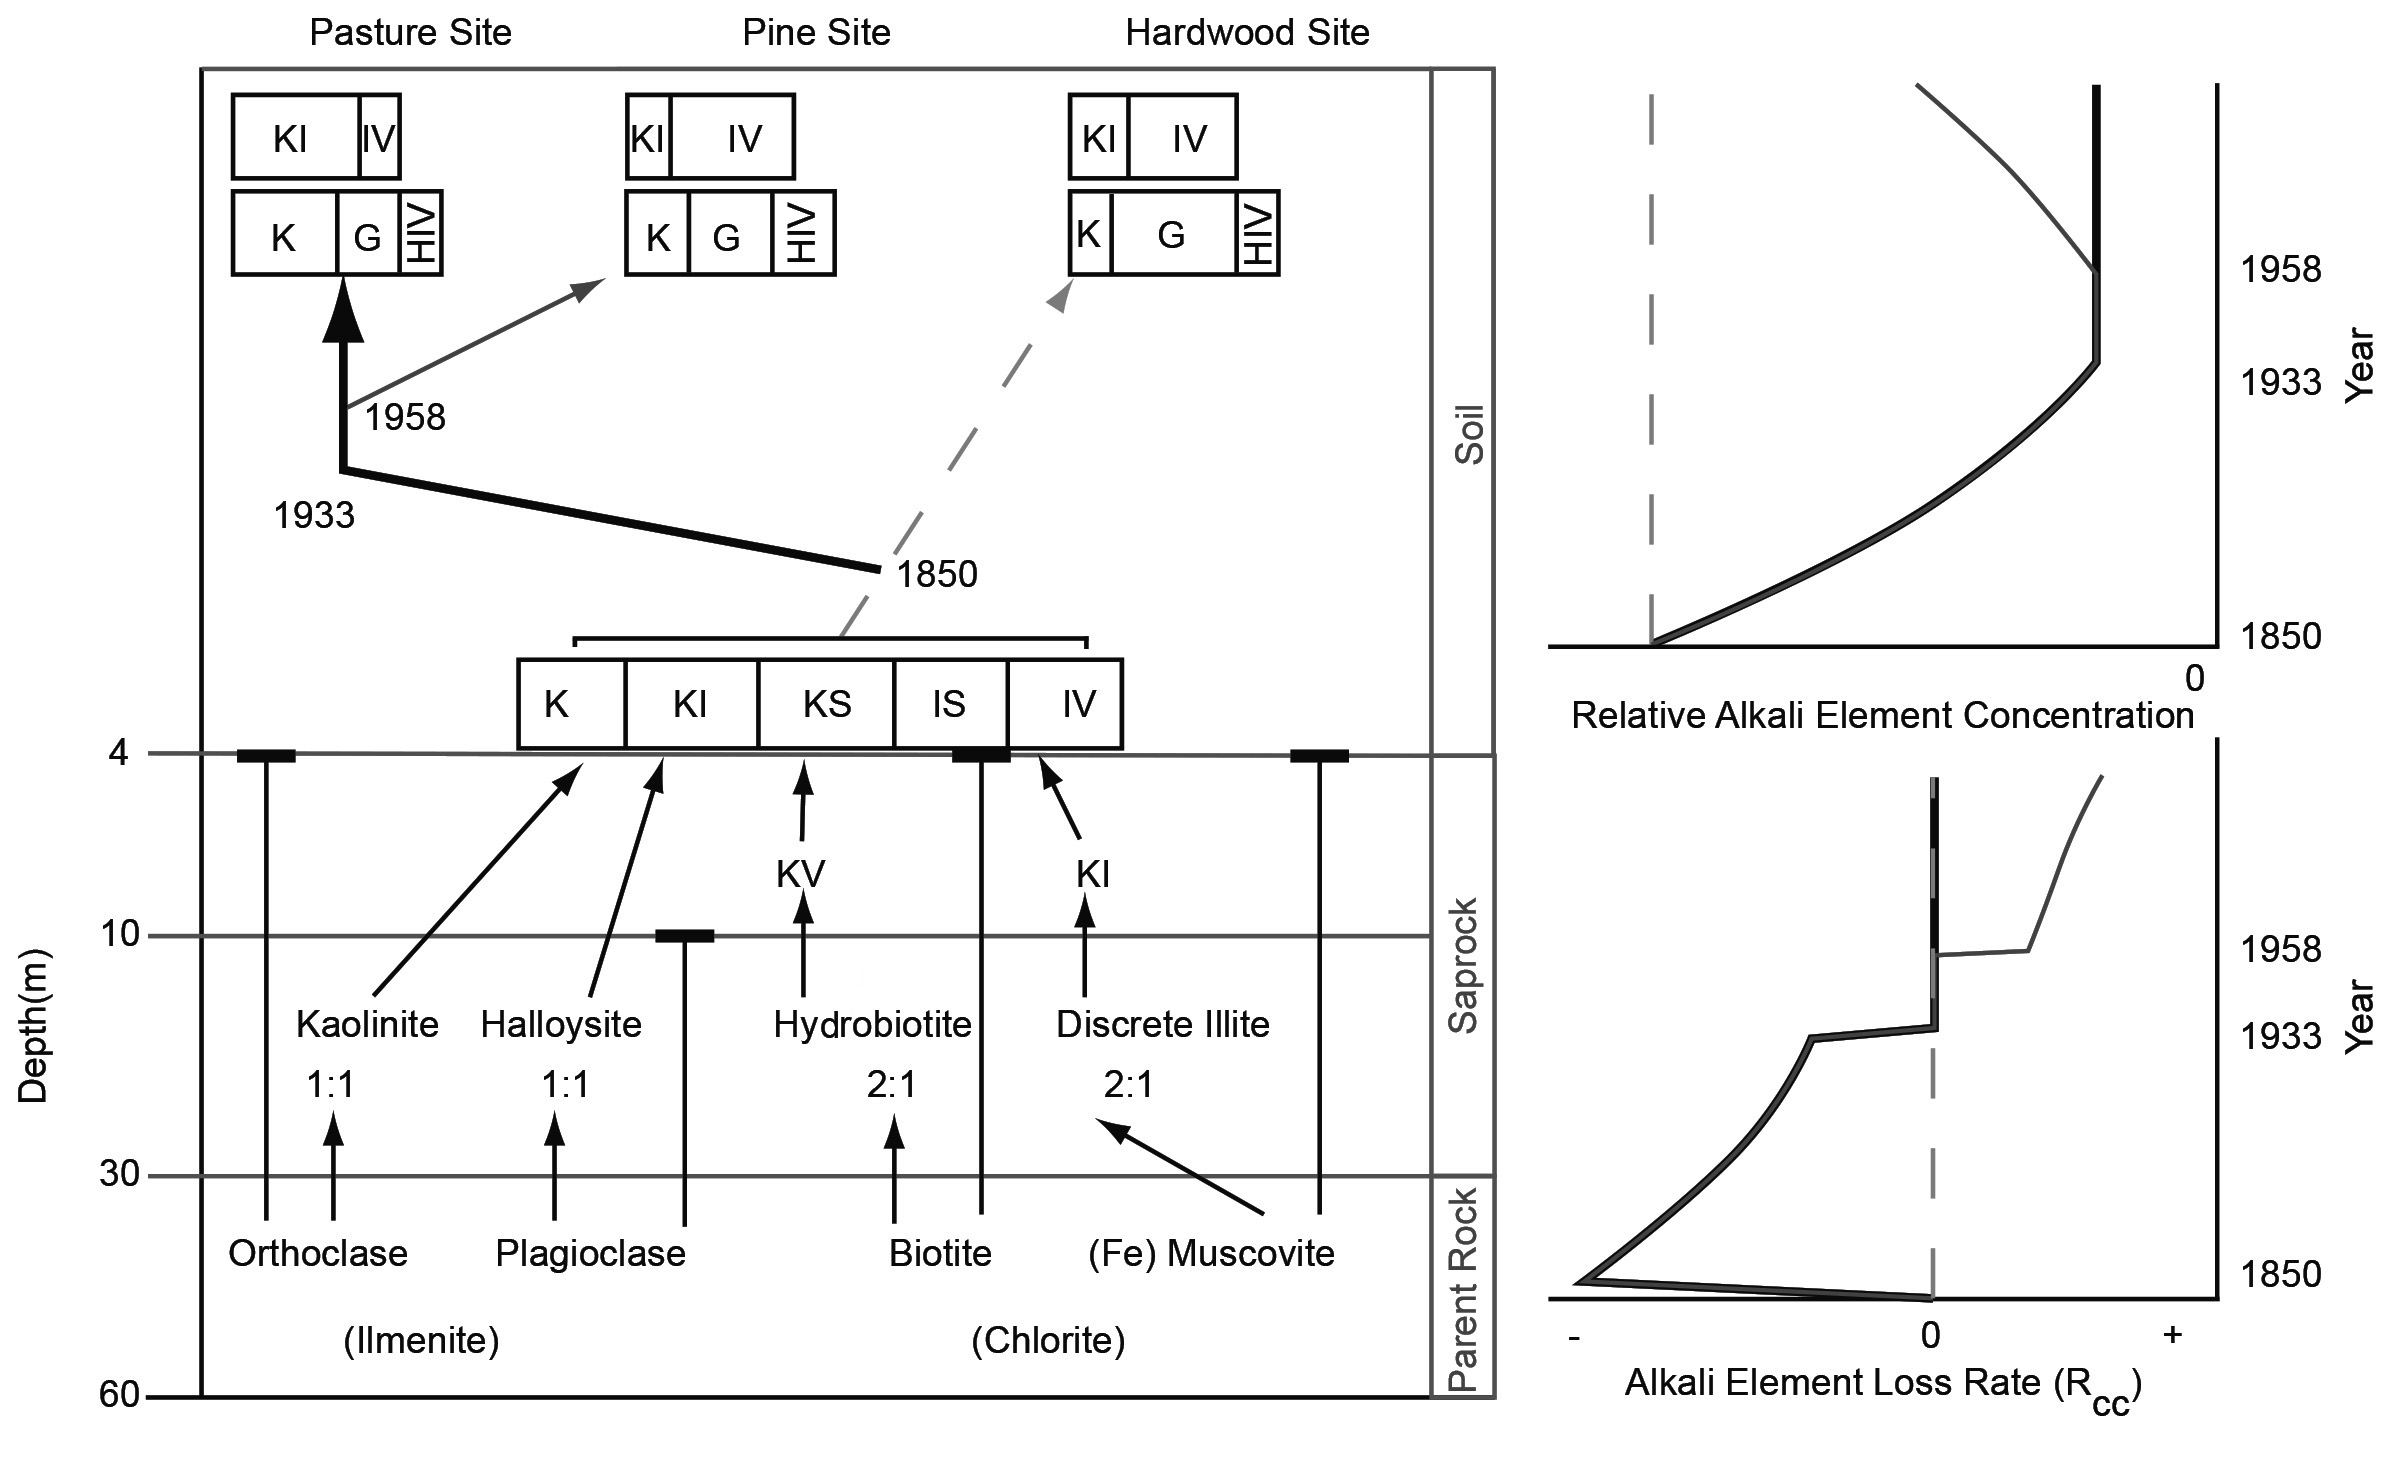 Pasture Site Pine Site Hardwood Site
KI IV KI IV KI IV
K G HIV K G HIV K G HIV
1958
1933
1850
K KI KS IS IV
Soil
4
KV KI
10
Kaolinite Halloysite Hydrobiotite Discrete Illite
1:1 1:1 2:1 2:1
Saprock
30
Orthoclase Plagioclase Biotite (Fe) Muscovite
(Ilmenite) (Chlorite)
Parent Rock
60
Depth(m)
1958
1933
1850
Year
0
Relative Alkali Element Concentration
1958
1933
1850
Year
- 0 +
Alkali Element Loss Rate (Rcc)